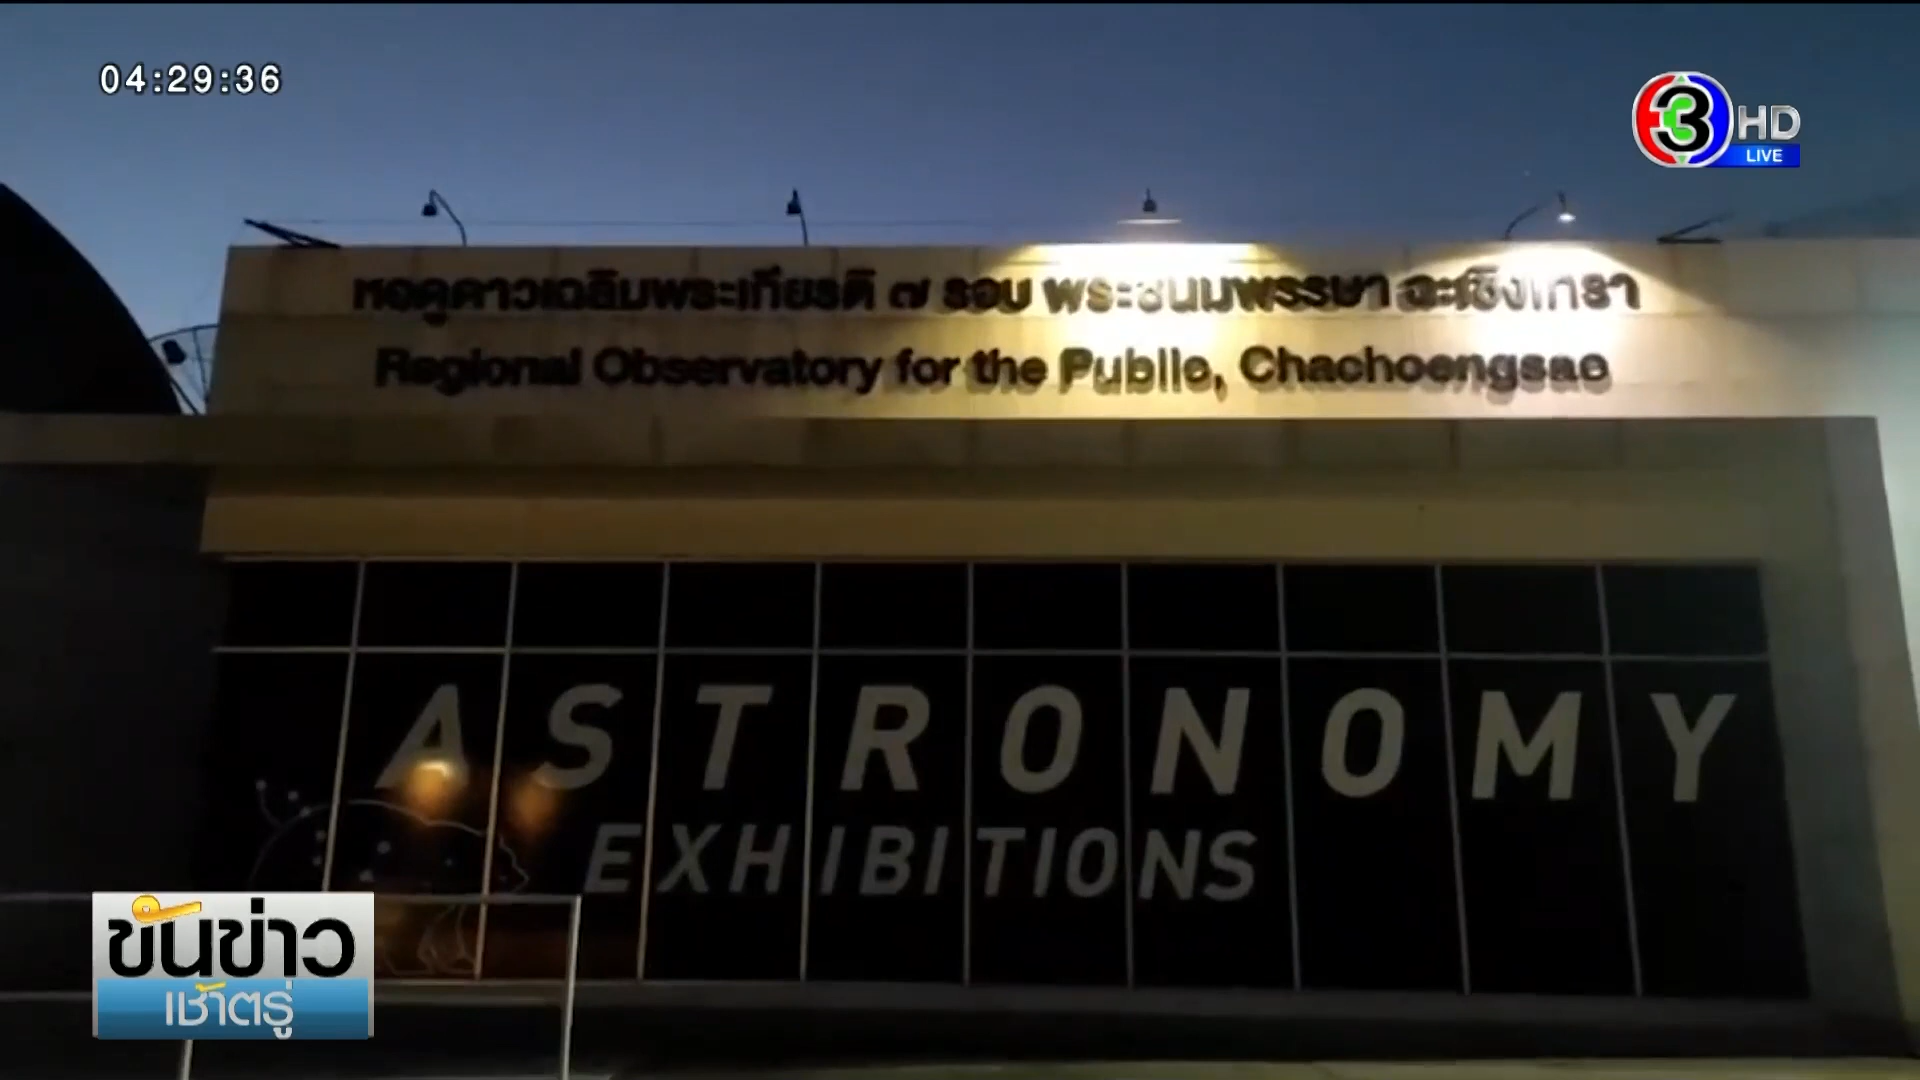 04:29:36
3 HD
LIVE
หอดูดาวเฉลิมพระเกียรติ ๗ รอบ พระชนมพรรษา ฉะเชิงเทรา
Regional Observatory for the Public, Chachoengsao
ASTRONOMY
EXHIBITIONS
ขันข่าว
เช้าตรู่